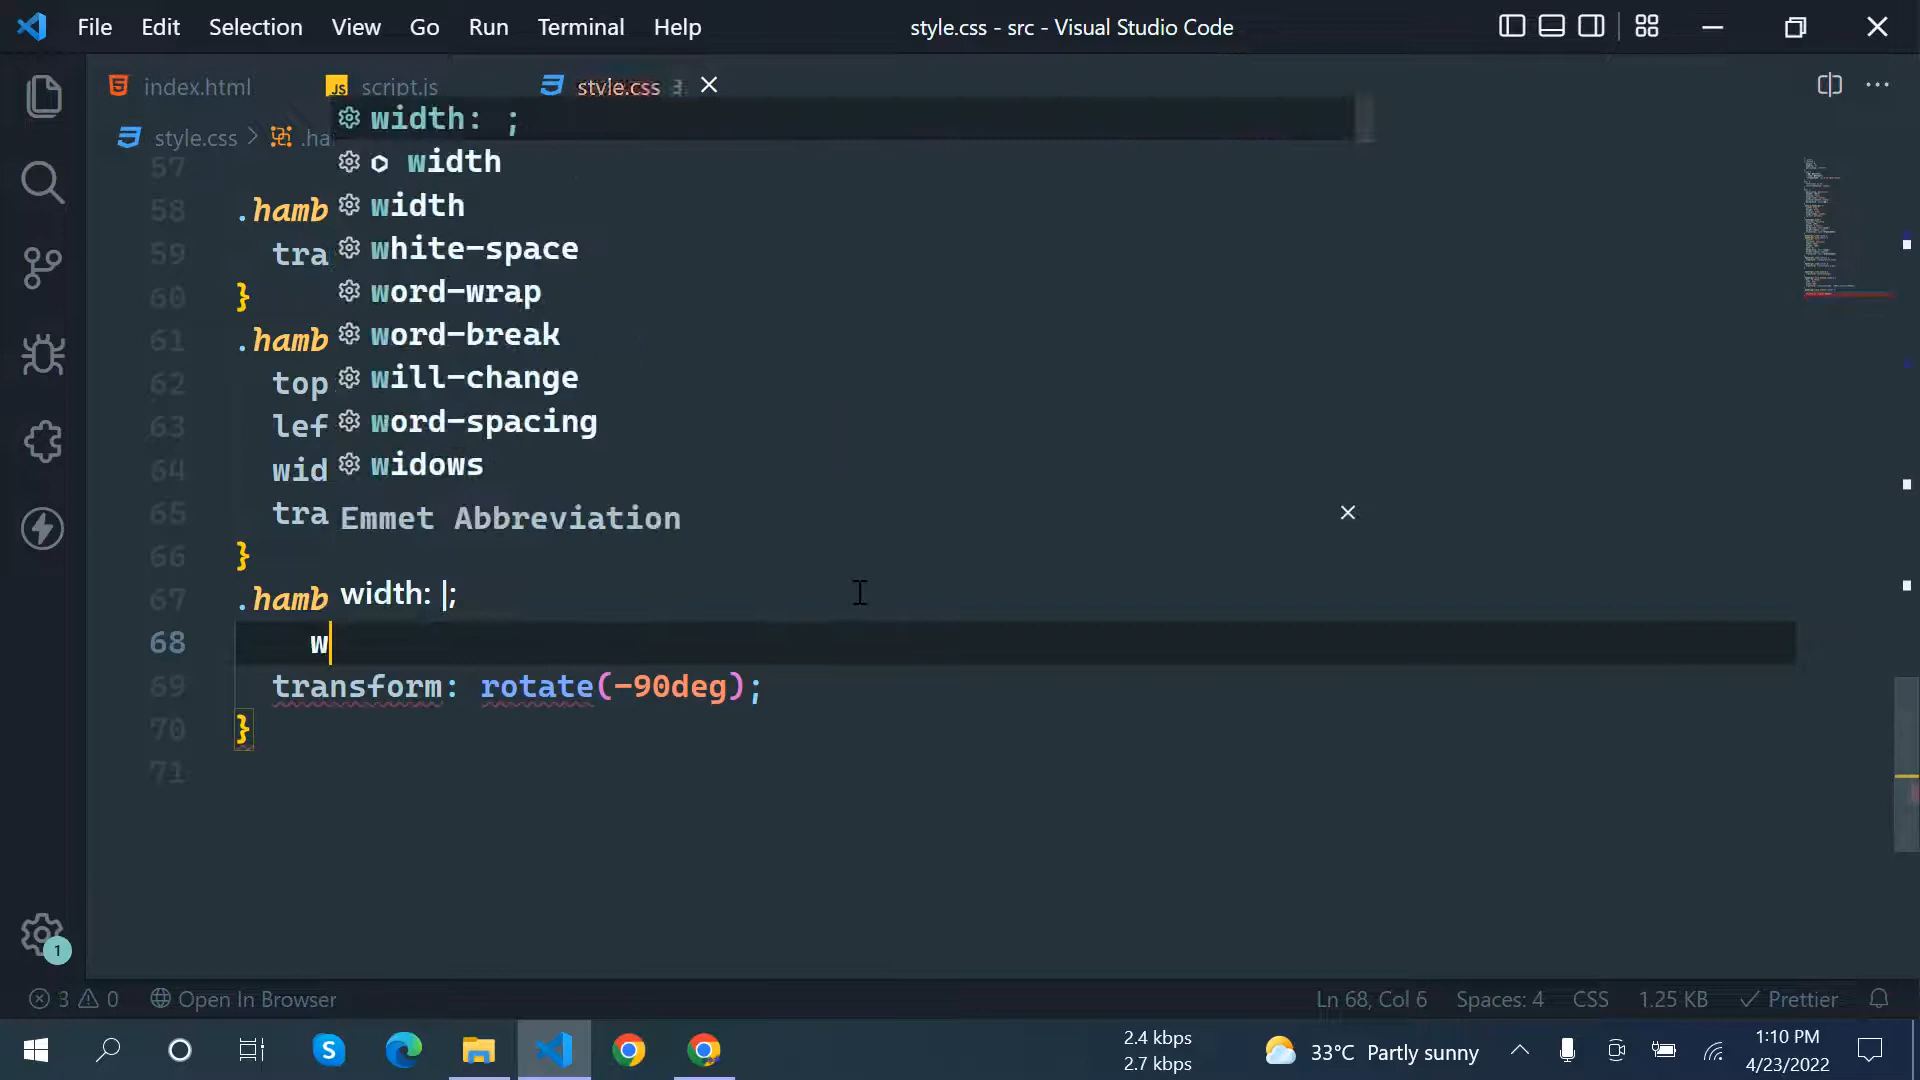 File Edit Selection View Go Run Terminal Help
style.css - src - Visual Studio Code
index.html
JS script.js
style.css 3
style.css > .ha
width: ;
width
width
white-space
word-wrap
word-break
will-change
word-spacing
widows
Emmet Abbreviation
width: |;
57
58 .hamb
59 tra
60 }
61 .hamb
62 top
63 lef
64 wid
65 tra
66 }
67 .hamb
68 w
69 transform: rotate(-90deg);
70 }
71
1
3 0 Open In Browser
Ln 68, Col 6 Spaces: 4 CSS 1.25 KB Prettier
S
2.4 kbps
2.7 kbps
33°C Partly sunny
1:10 PM
4/23/2022